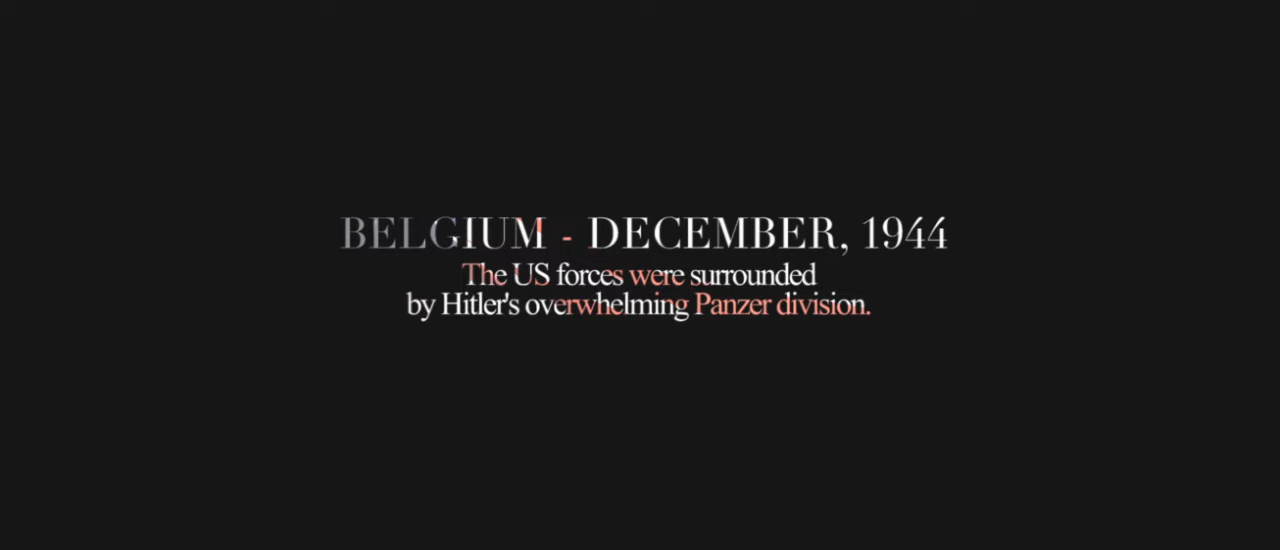 BELGIUM - DECEMBER, 1944
The US forces were surrounded
by Hitler's overwhelming Panzer division.